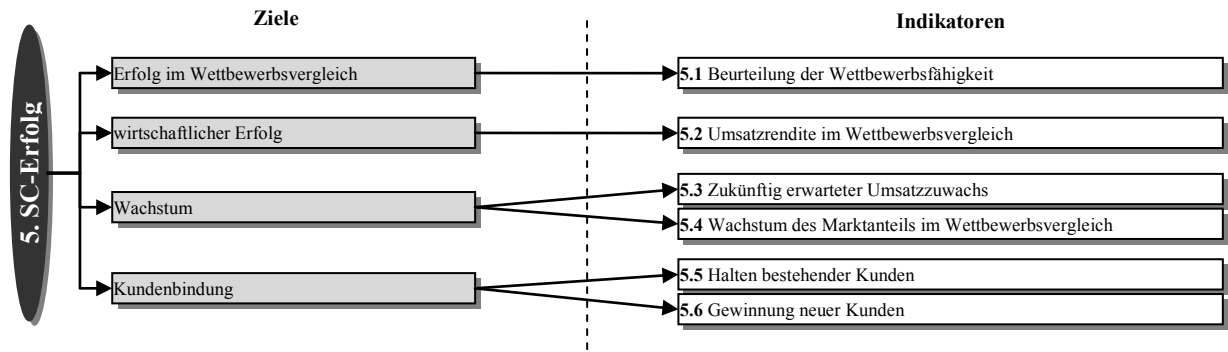 Ziele
Indikatoren
5. SC-Erfolg
Erfolg im Wettbewerbsvergleich
5.1 Beurteilung der Wettbewerbsfähigkeit
wirtschaftlicher Erfolg
5.2 Umsatzrendite im Wettbewerbsvergleich
Wachstum
5.3 Zukünftig erwarteter Umsatzzuwachs
5.4 Wachstum des Marktanteils im Wettbewerbsvergleich
Kundenbindung
5.5 Halten bestehender Kunden
5.6 Gewinnung neuer Kunden